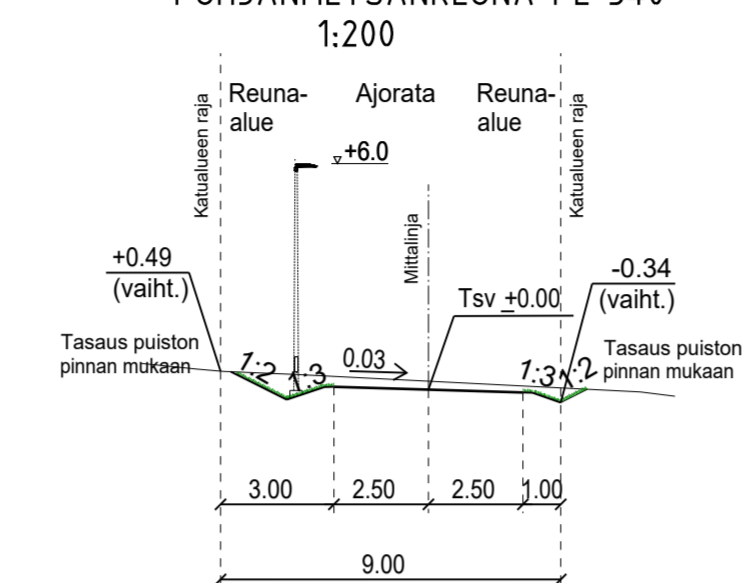 1:200
Reuna-
alue
Ajorata
Reuna-
alue
Katualueen raja
Katualueen raja
+6.0
Mittalinja
+0.49
(vaiht.)
Tsv +0.00
-0.34
(vaiht.)
Tasaus puiston
pinnan mukaan
1:2
1:3
0.03
1:3
1:2
Tasaus puiston
pinnan mukaan
3.00
2.50
2.50
1.00
9.00